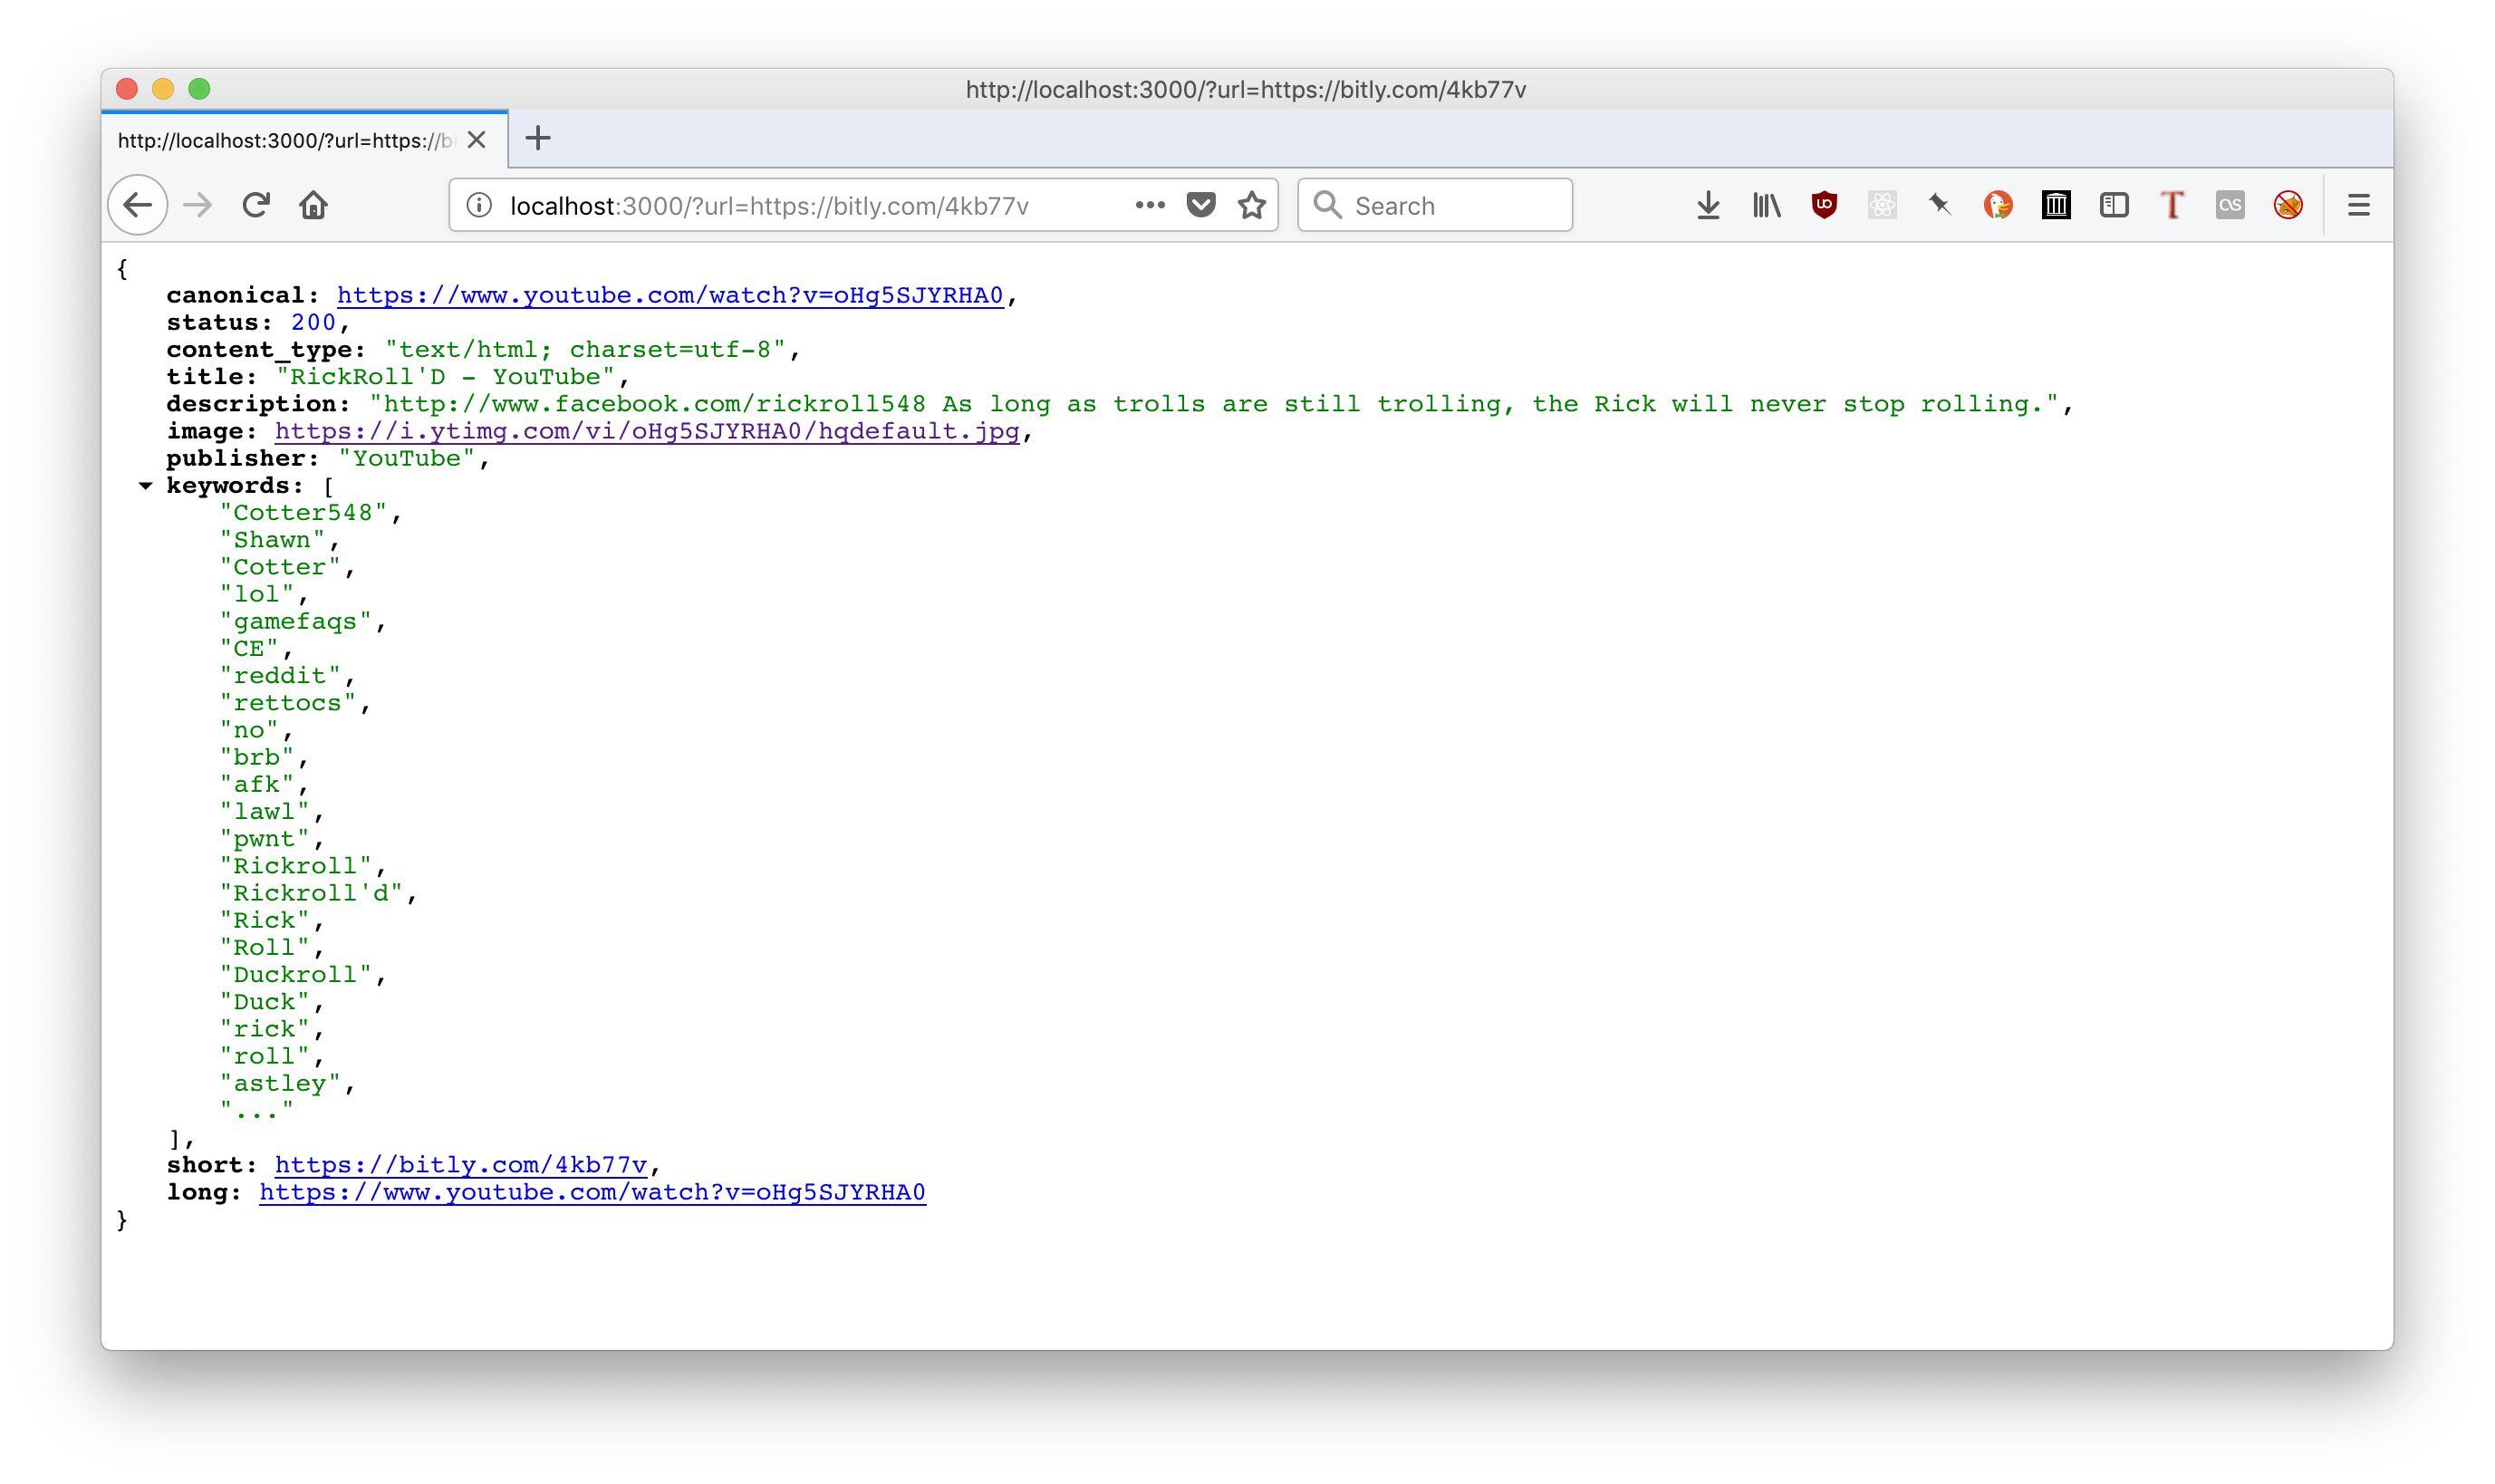 http://localhost:3000/?url=https://bitly.com/4kb77v
http://localhost:3000/?url=https://b
localhost:3000/?url=https://bitly.com/4kb77v
Search
{
canonical: https://www.youtube.com/watch?v=oHg5SJYRHA0,
status: 200,
content_type: "text/html; charset=utf-8",
title: "RickRoll'D - YouTube",
description: "http://www.facebook.com/rickroll548 As long as trolls are still trolling, the Rick will never stop rolling.",
image: https://i.ytimg.com/vi/oHg5SJYRHA0/hqdefault.jpg,
publisher: "YouTube",
keywords: [
"Cotter548",
"Shawn",
"Cotter",
"lol",
"gamefaqs",
"CE",
"reddit",
"rettocs",
"no",
"brb",
"afk",
"lawl",
"pwnt",
"Rickroll",
"Rickroll'd",
"Rick",
"Roll",
"Duckroll",
"Duck",
"rick",
"roll",
"astley",
"..."
],
short: https://bitly.com/4kb77v,
long: https://www.youtube.com/watch?v=oHg5SJYRHA0
}